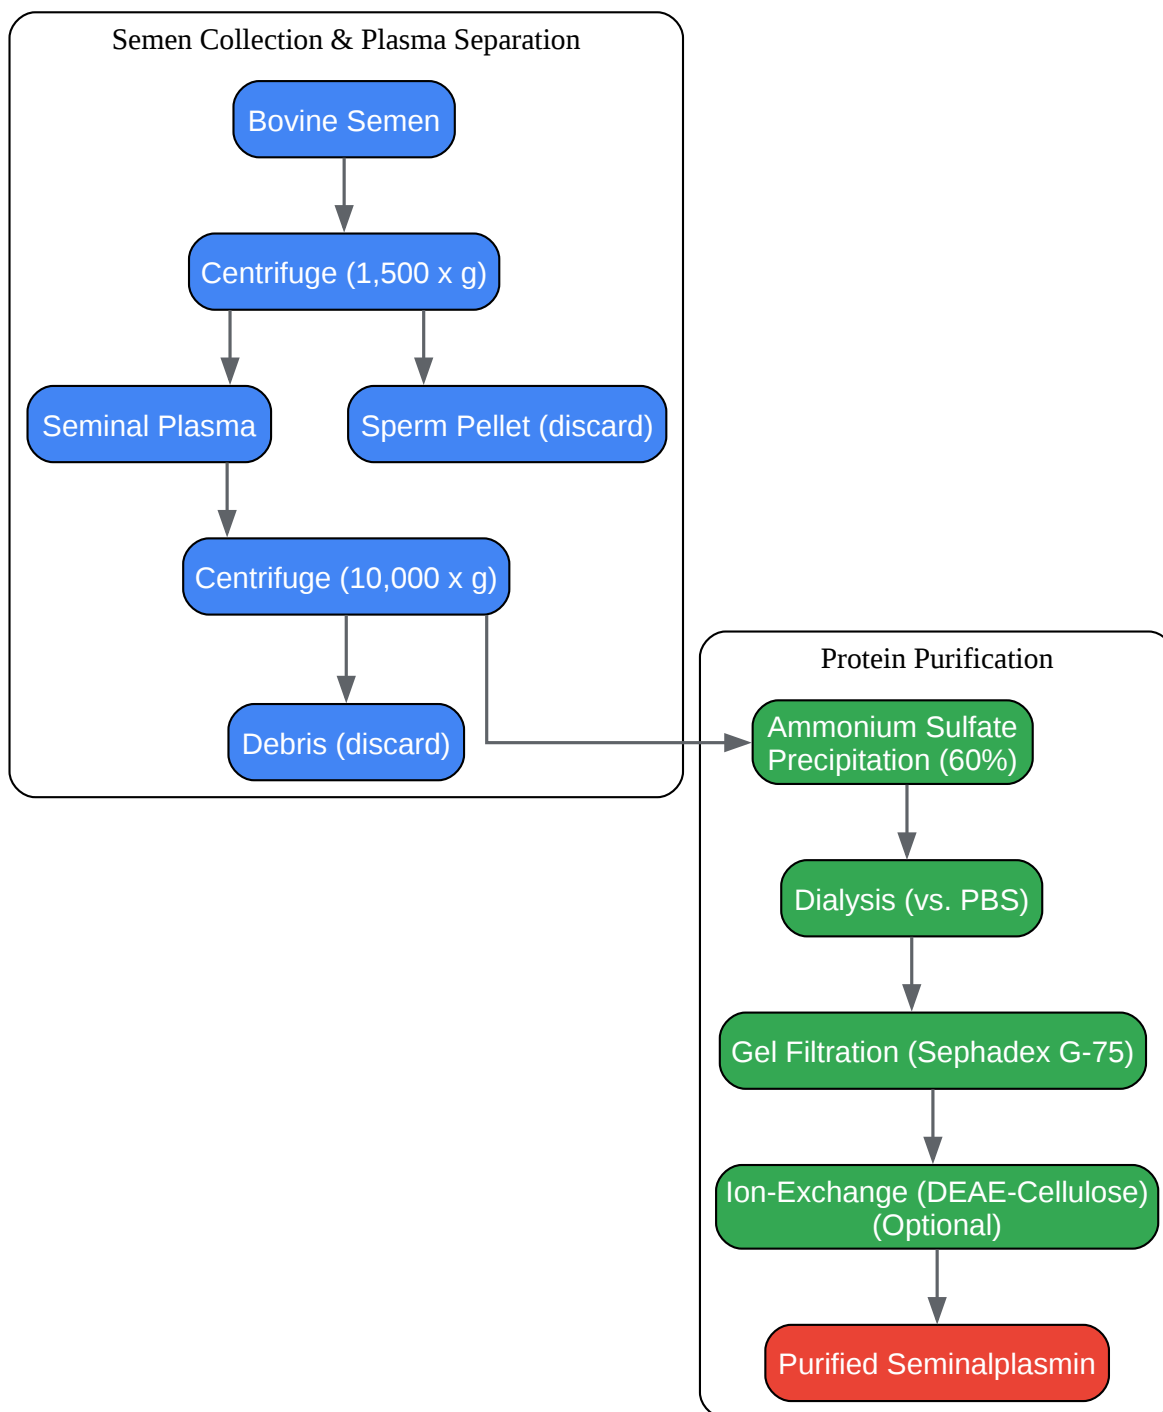 Semen Collection & Plasma Separation
Bovine Semen
Centrifuge (1,500 x g)
Seminal Plasma
Sperm Pellet (discard)
Centrifuge (10,000 x g)
Debris (discard)
Protein Purification
Ammonium Sulfate
Precipitation (60%)
Dialysis (vs. PBS)
Gel Filtration (Sephadex G-75)
Ion-Exchange (DEAE-Cellulose)
(Optional)
Purified Seminalplasmin